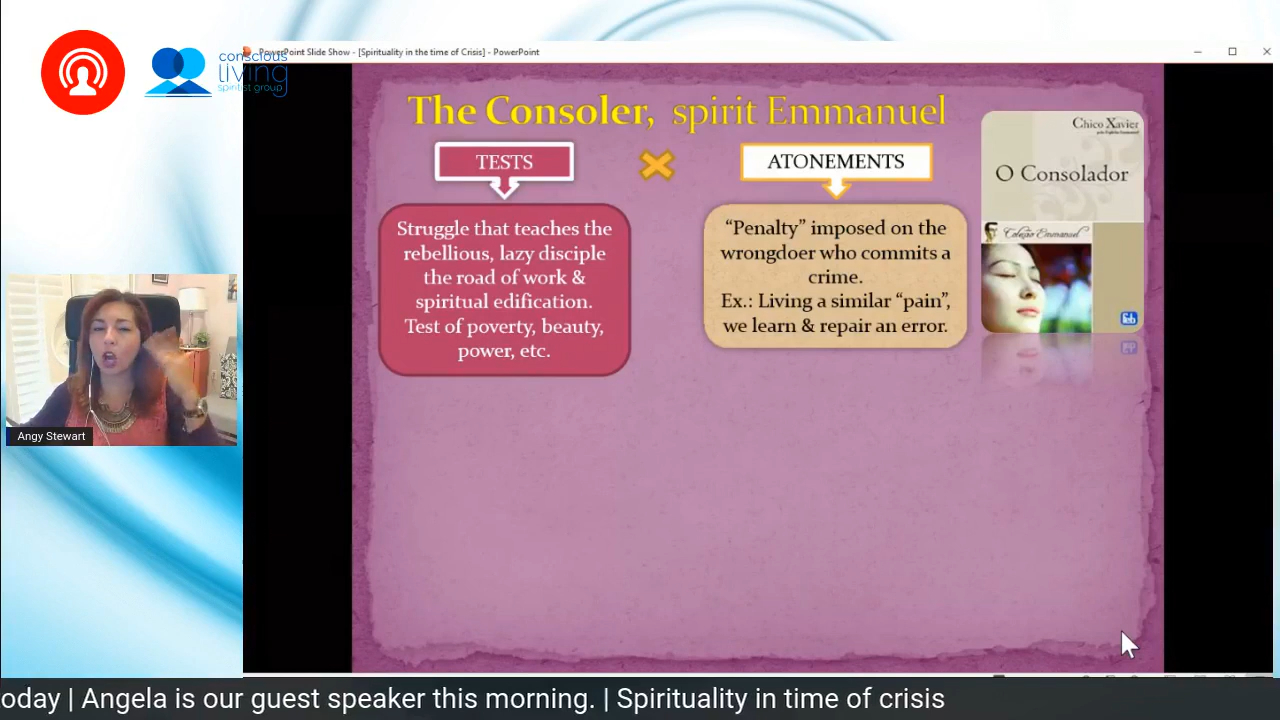 PowerPoint Slide Show - [Spirituality in the time of Crisis] - PowerPoint
conscious
living
spiritist group
The Consoler, spirit Emmanuel
TESTS
ATONEMENTS
Struggle that teaches the
rebellious, lazy disciple
the road of work &
spiritual edification.
Test of poverty, beauty,
power, etc.
“Penalty” imposed on the
wrongdoer who commits a
crime.
Ex.: Living a similar “pain”,
we learn & repair an error.
Chico Xavier
O Consolador
Coleção Emmanuel
feb
Angy Stewart
oday | Angela is our guest speaker this morning. | Spirituality in time of crisis